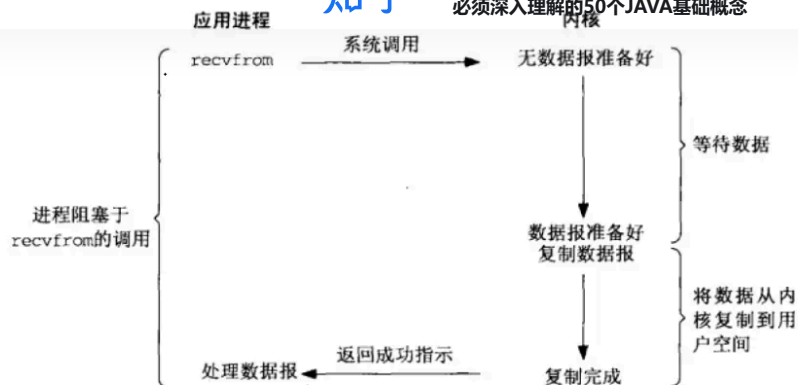 必须深入理解的50个JAVA基础概念
应用进程
内核
系统调用
recvfrom
无数据报准备好
等待数据
进程阻塞于
recvfrom的调用
数据报准备好
复制数据报
将数据从内
核复制到用
户空间
返回成功指示
处理数据报
复制完成